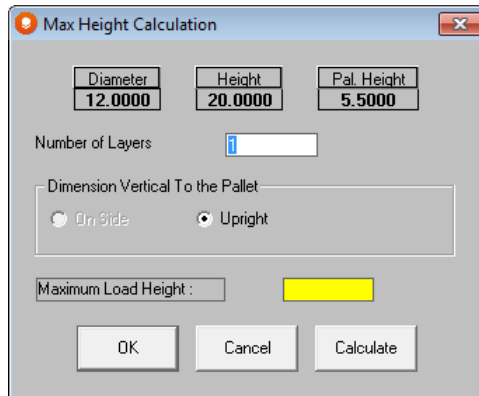 Max Height Calculation
Diameter Height Pal. Height
12.0000 20.0000 5.5000
Number of Layers 1
Dimension Vertical To the Pallet
On Side Upright
Maximum Load Height :
OK Cancel Calculate